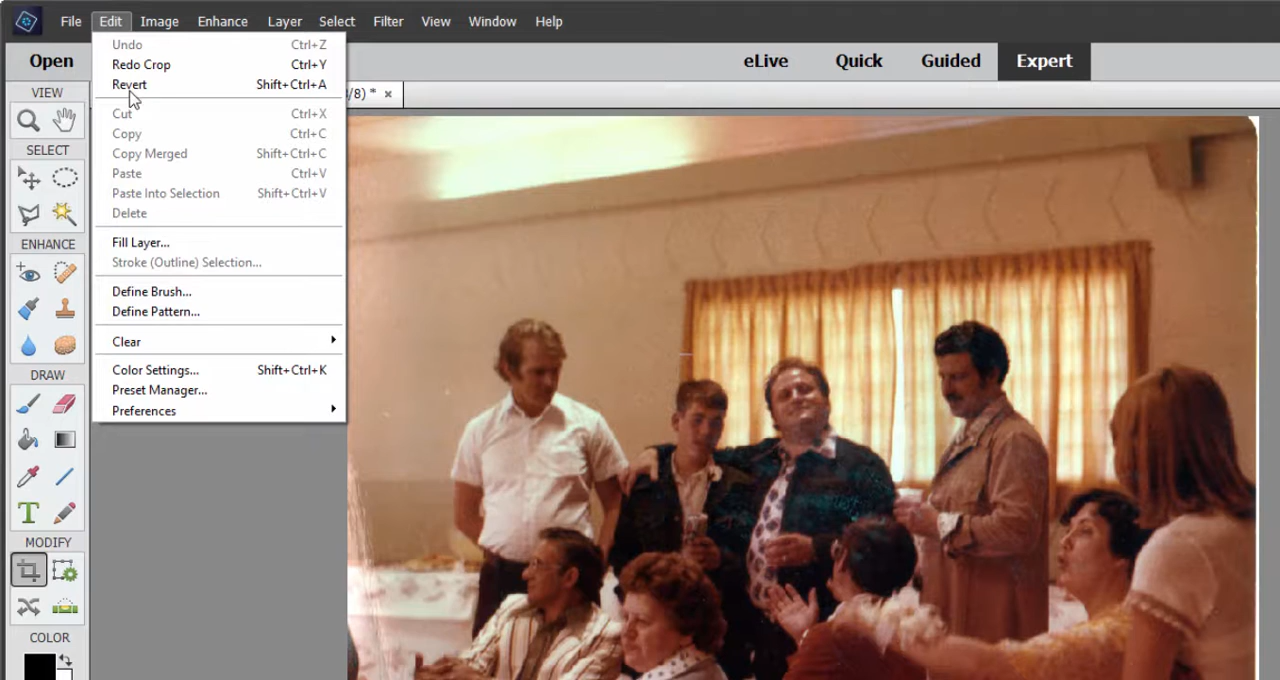 File Edit Image Enhance Layer Select Filter View Window Help
Open eLive Quick Guided Expert
/8) * ×
VIEW
SELECT
ENHANCE
DRAW
T
MODIFY
COLOR
Undo Ctrl+Z
Redo Crop Ctrl+Y
Revert Shift+Ctrl+A
Cut Ctrl+X
Copy Ctrl+C
Copy Merged Shift+Ctrl+C
Paste Ctrl+V
Paste Into Selection Shift+Ctrl+V
Delete
Fill Layer...
Stroke (Outline) Selection...
Define Brush...
Define Pattern...
Clear
Color Settings... Shift+Ctrl+K
Preset Manager...
Preferences